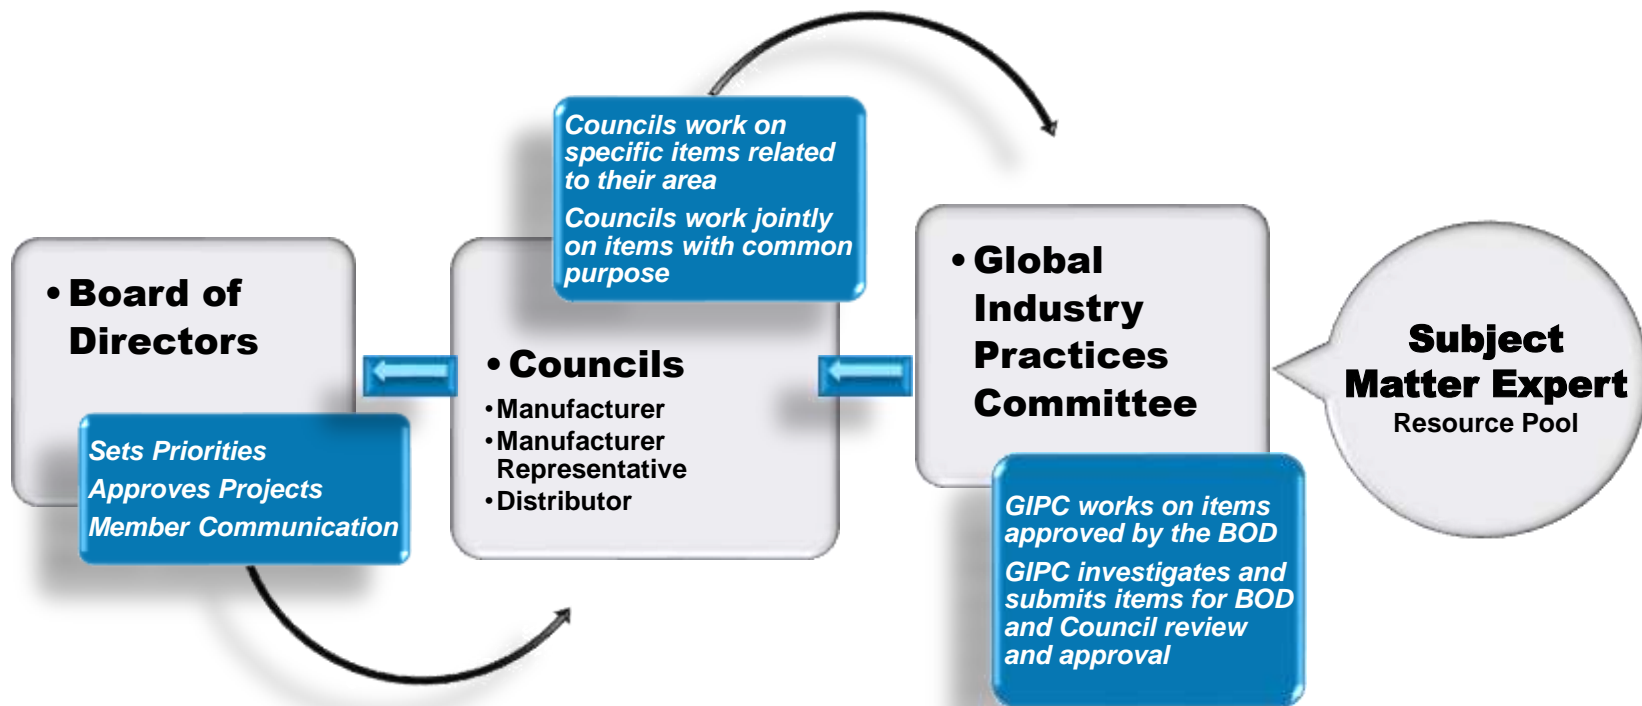 • Board of
Directors
Sets Priorities
Approves Projects
Member Communication
Councils work on
specific items related
to their area
Councils work jointly
on items with common
purpose
• Councils
• Manufacturer
• Manufacturer
Representative
• Distributor
• Global
Industry
Practices
Committee
GIPC works on items
approved by the BOD
GIPC investigates and
submits items for BOD
and Council review
and approval
Subject
Matter Expert
Resource Pool